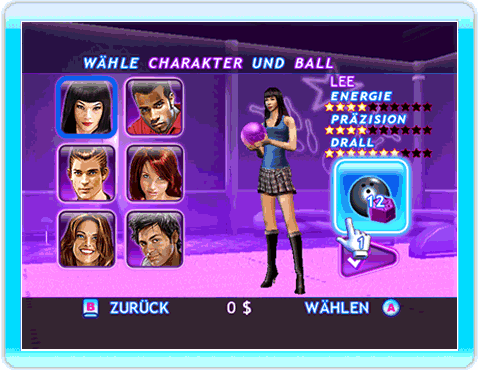 WÄHLE CHARAKTER UND BALL
LEE
ENERGIE
PRÄZISION
DRALL
12
1
B ZURÜCK 0 $ WÄHLEN A